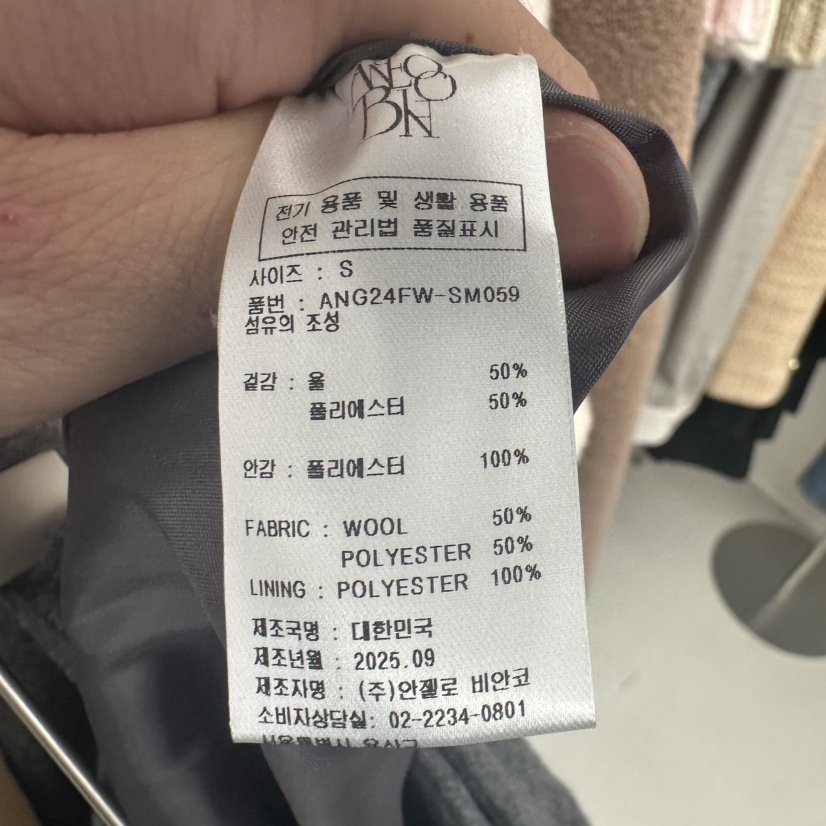 전기 용품 및 생활 용품
안전 관리법 품질표시
사이즈 : S
품번 : ANG24FW-SM059
섬유의 조성
겉감 : 울 50%
폴리에스터 50%
안감 : 폴리에스터 100%
FABRIC : WOOL 50%
POLYESTER 50%
LINING : POLYESTER 100%
제조국명 : 대한민국
제조년월 : 2025.09
제조자명 : (주)안젤로 비안코
소비자상담실: 02-2234-0801